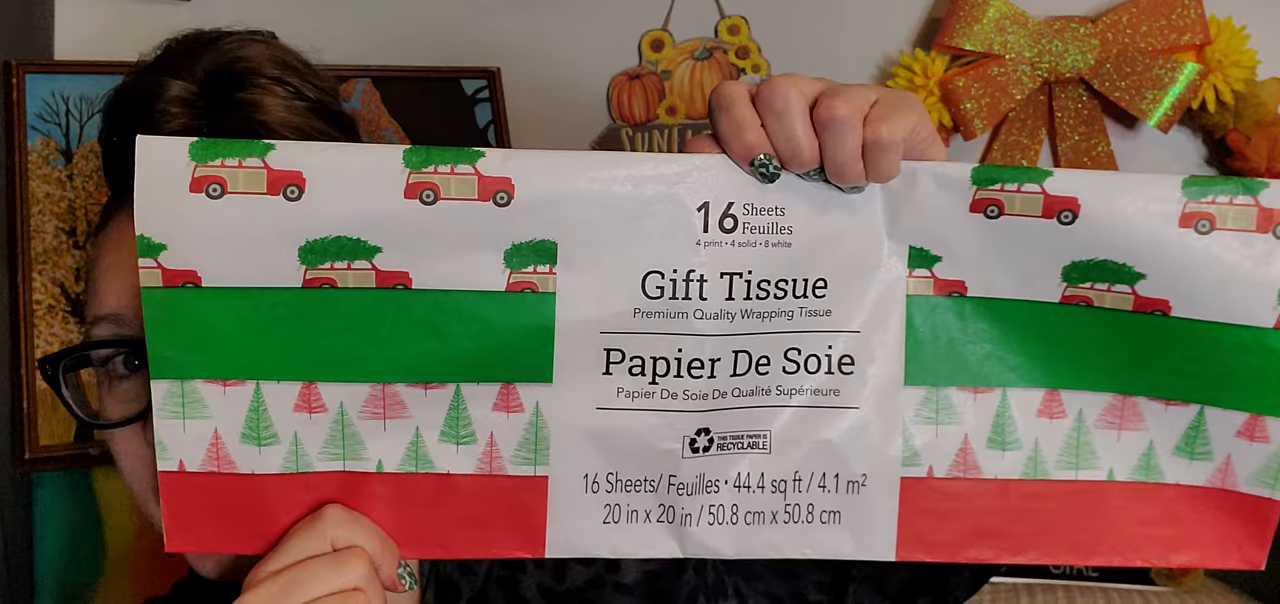 SUNFL
16 Sheets
Feuilles
4 print • 4 solid • 8 white
Gift Tissue
Premium Quality Wrapping Tissue
Papier De Soie
Papier De Soie De Qualité Supérieure
THIS TISSUE PAPER IS
RECYCLABLE
16 Sheets/ Feuilles • 44.4 sq ft / 4.1 m²
20 in x 20 in / 50.8 cm x 50.8 cm